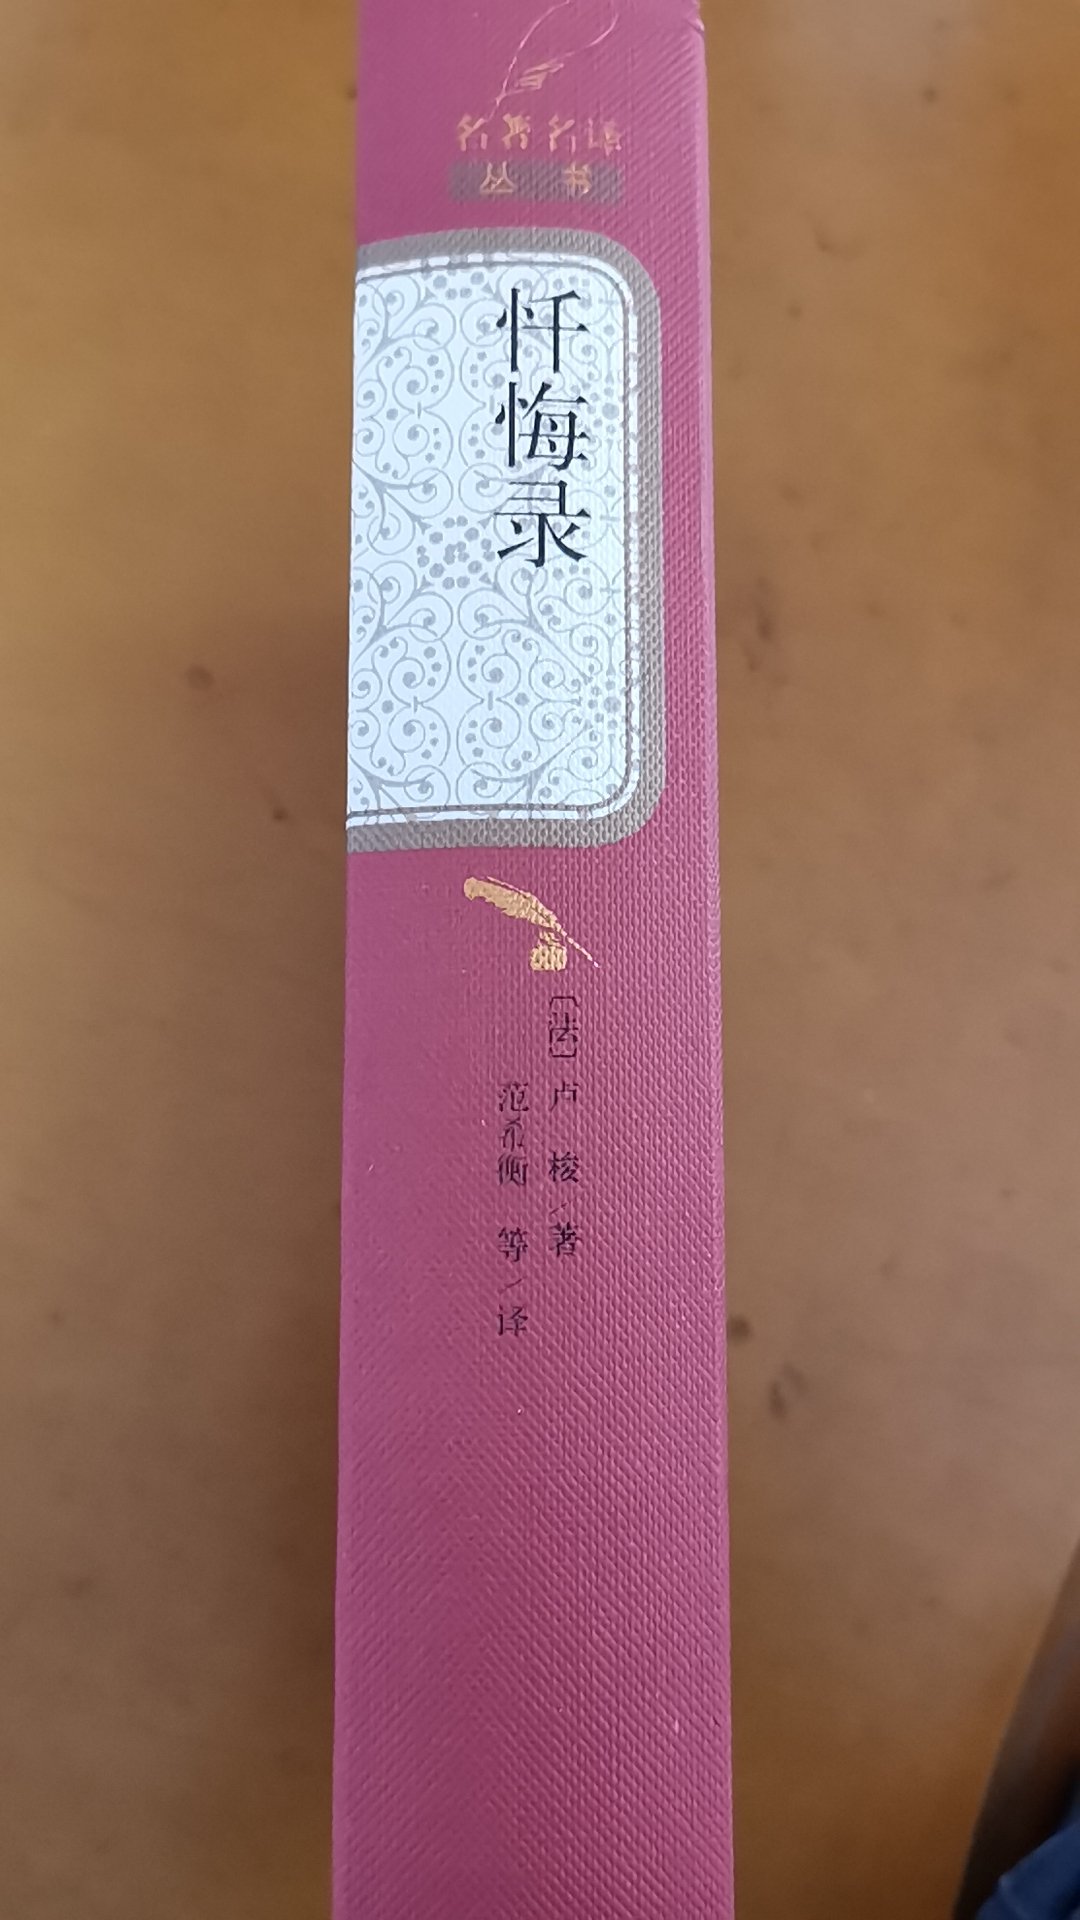 名著名译
丛书
忏悔录
[法]卢梭/著
范希衡 等/译